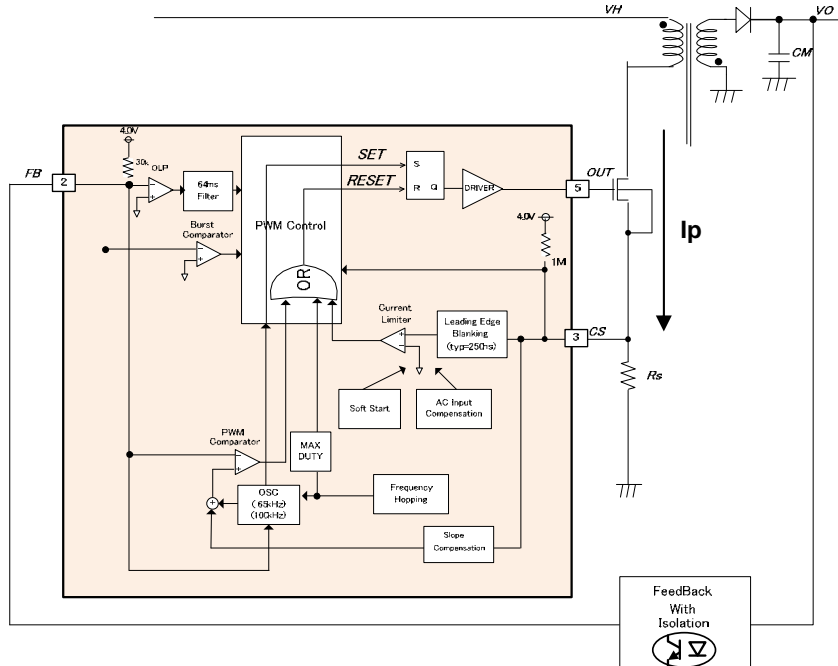 VH
VO
CM
4.0V
30k
OLP
FB
2
64ms
Filter
SET
RESET
S
R Q
DRIVER
5
OUT
PWM Control
Burst
Comparator
4.0V
1M
Ip
OR
Current
Limiter
Leading Edge
Blanking
(typ=250ns)
3
CS
Rs
Soft Start
AC Input
Compensation
PWM
Comparator
MAX
DUTY
OSC
(65kHz)
(100kHz)
Frequency
Hopping
Slope
Compensation
FeedBack
With
Isolation